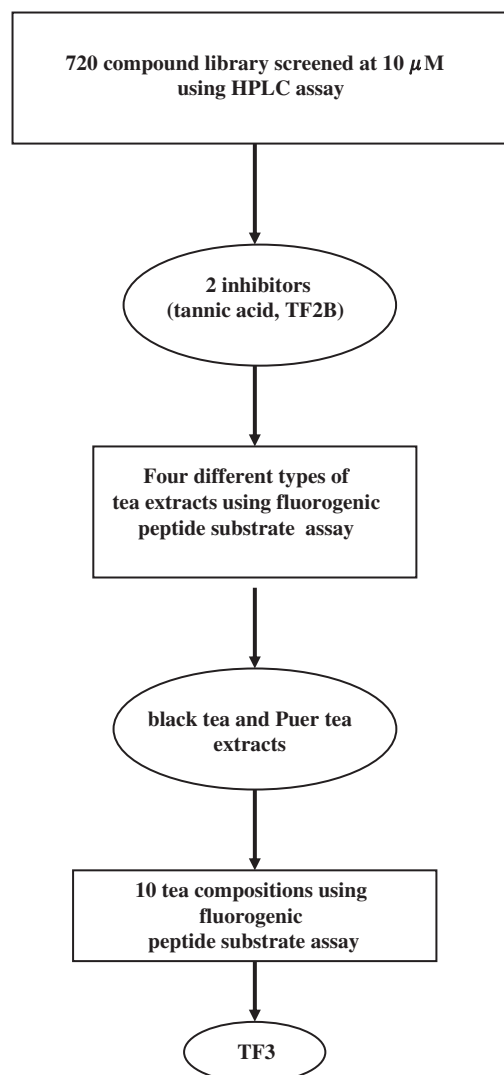 720 compound library screened at 10 μM
using HPLC assay
2 inhibitors
(tannic acid, TF2B)
Four different types of
tea extracts using fluorogenic
peptide substrate assay
black tea and Puer tea
extracts
10 tea compositions using
fluorogenic
peptide substrate assay
TF3